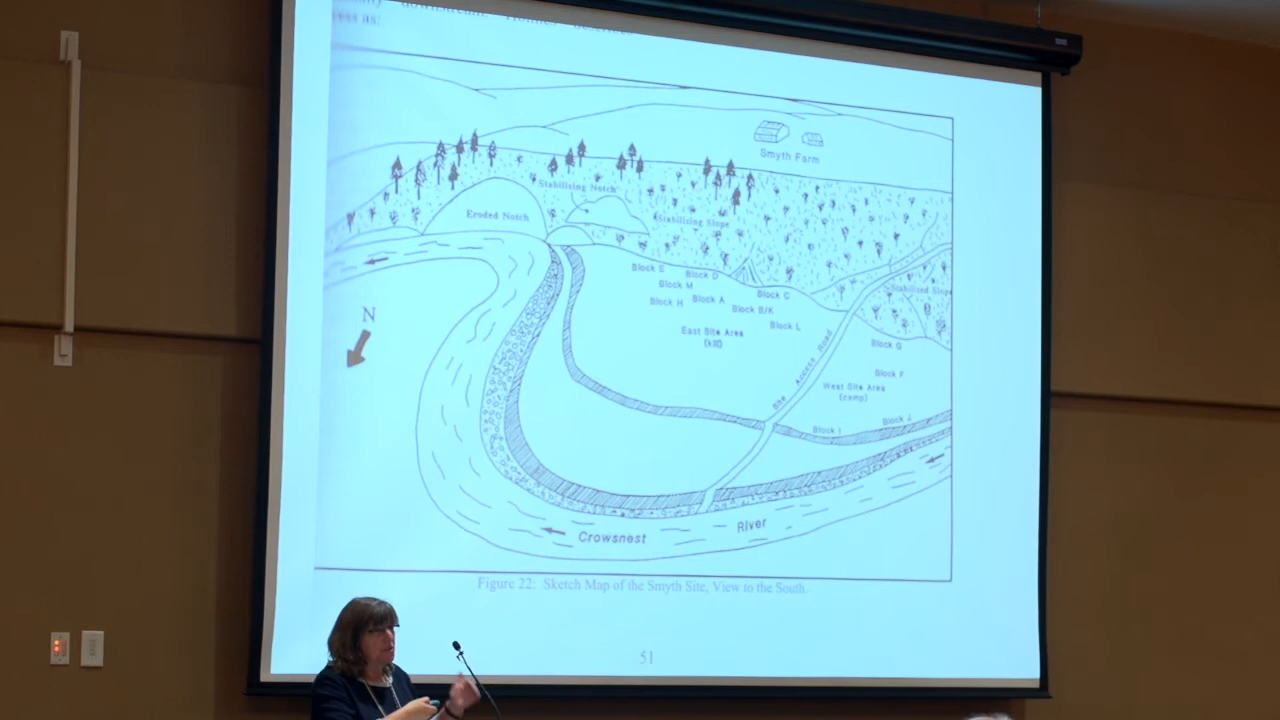 Smyth Farm
Stabilizing Notch
Eroded Notch
Stabilizing Slope
Block E
Block D
Block M
Block C
Block H
Block A
Block B/K
Block L
East Site Area
(kill)
Stabilized Slope
N
Site Access Road
Block G
Block F
West Site Area
(camp)
Block J
Block I
Crowsnest River
Figure 22: Sketch Map of the Smyth Site, View to the South.
51